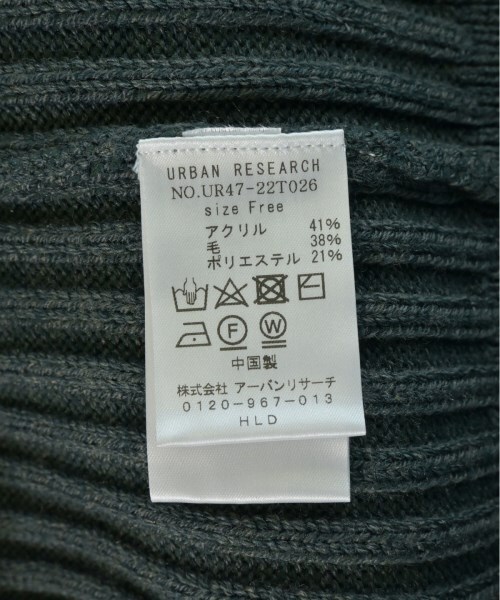 URBAN RESEARCH
NO.UR47-22T026
size Free
アクリル 41%
毛 38%
ポリエステル 21%
F W
中国製
株式会社 アーバンリサーチ
0120-967-013
HLD